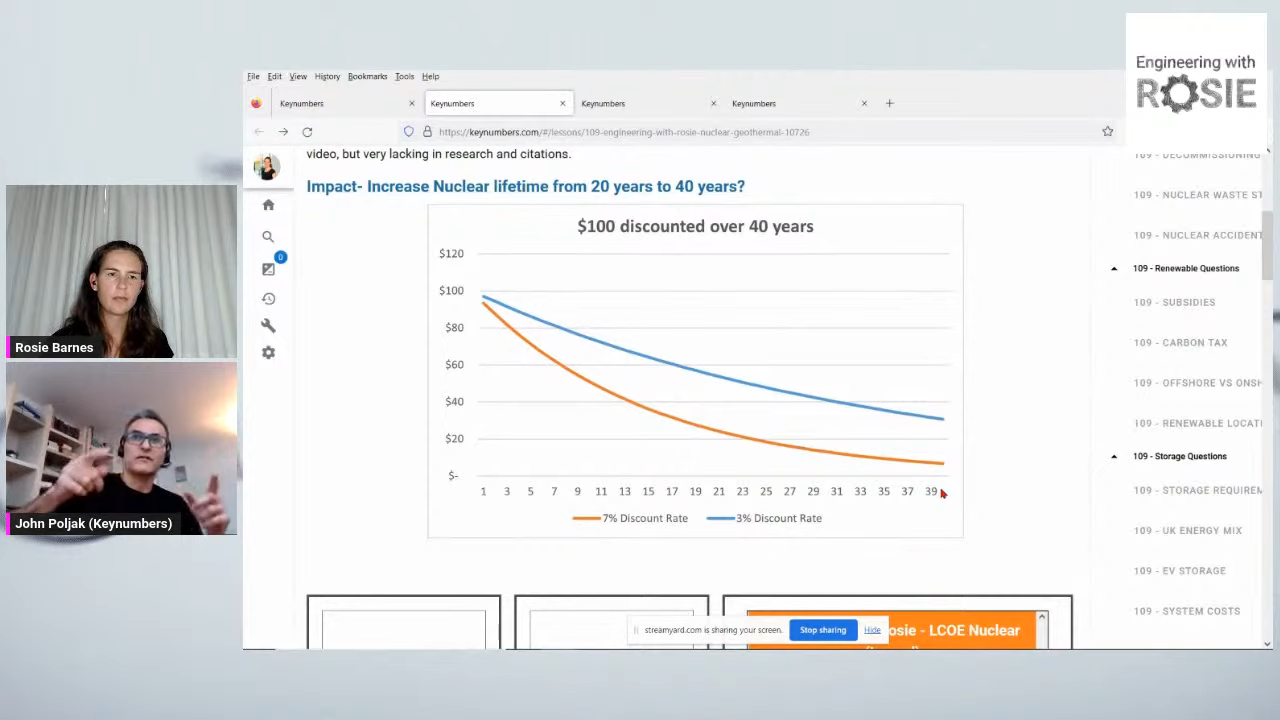 Engineering with
ROSIE
File Edit View History Bookmarks Tools Help
Keynumbers
Keynumbers
Keynumbers
Keynumbers
https://keynumbers.com/#/lessons/109-engineering-with-rosie-nuclear-geothermal-10726
video, but very lacking in research and citations.
Impact- Increase Nuclear lifetime from 20 years to 40 years?
$100 discounted over 40 years
$120
$100
$80
$60
$40
$20
$-
1 3 5 7 9 11 13 15 17 19 21 23 25 27 29 31 33 35 37 39
7% Discount Rate 3% Discount Rate
0
109 - DECOMMISSIONING
109 - NUCLEAR WASTE ST
109 - NUCLEAR ACCIDENT
109 - Renewable Questions
109 - SUBSIDIES
109 - CARBON TAX
109 - OFFSHORE VS ONSH
109 - RENEWABLE LOCATI
109 - Storage Questions
109 - STORAGE REQUIREM
109 - UK ENERGY MIX
109 - EV STORAGE
109 - SYSTEM COSTS
Rosie Barnes
John Poljak (Keynumbers)
streamyard.com is sharing your screen. Stop sharing Hide
osie - LCOE Nuclear